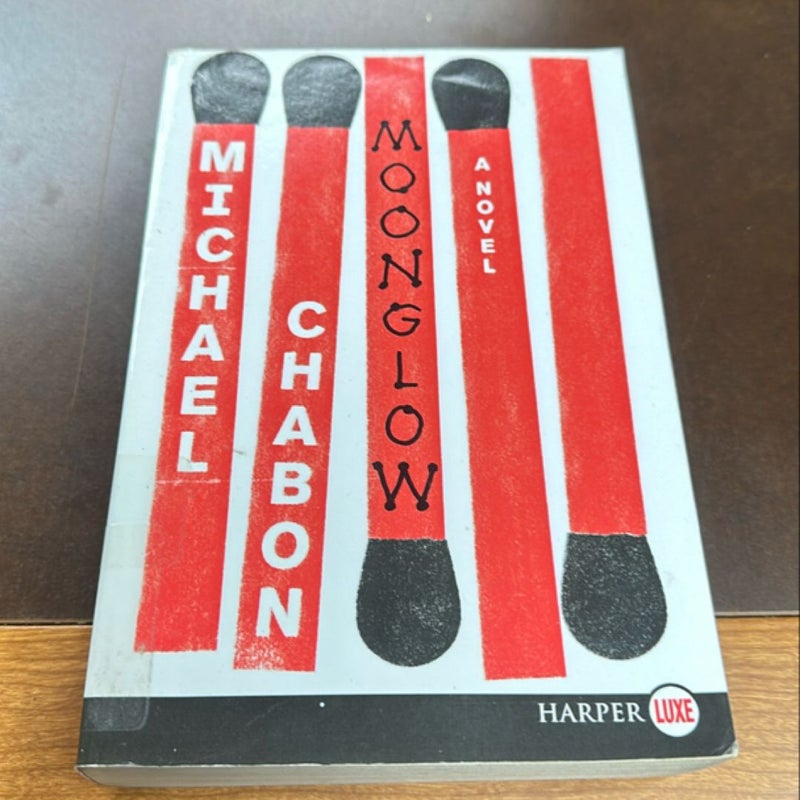 MICHAEL
CHABON
MOONGLOW
A NOVEL
HARPER LUXE